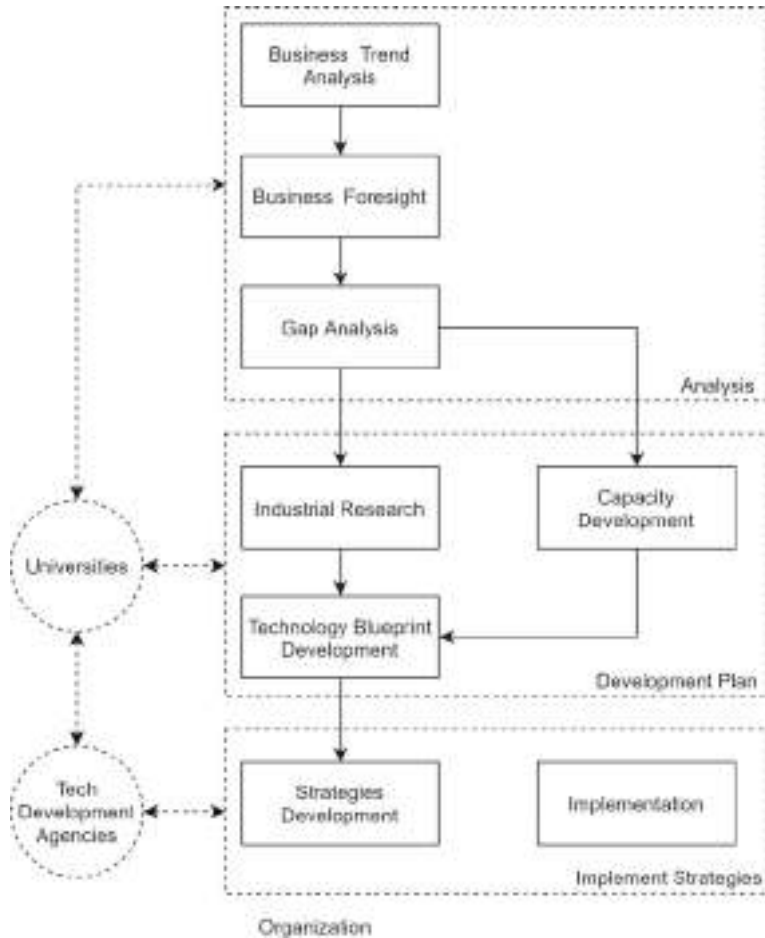 Business Trend
Analysis
Business Foresight
Gap Analysis
Analysis
Industrial Research
Capacity
Development
Universities
Technology Blueprint
Development
Development Plan
Tech
Development
Agencies
Strategies
Development
Implementation
Implement Strategies
Organization